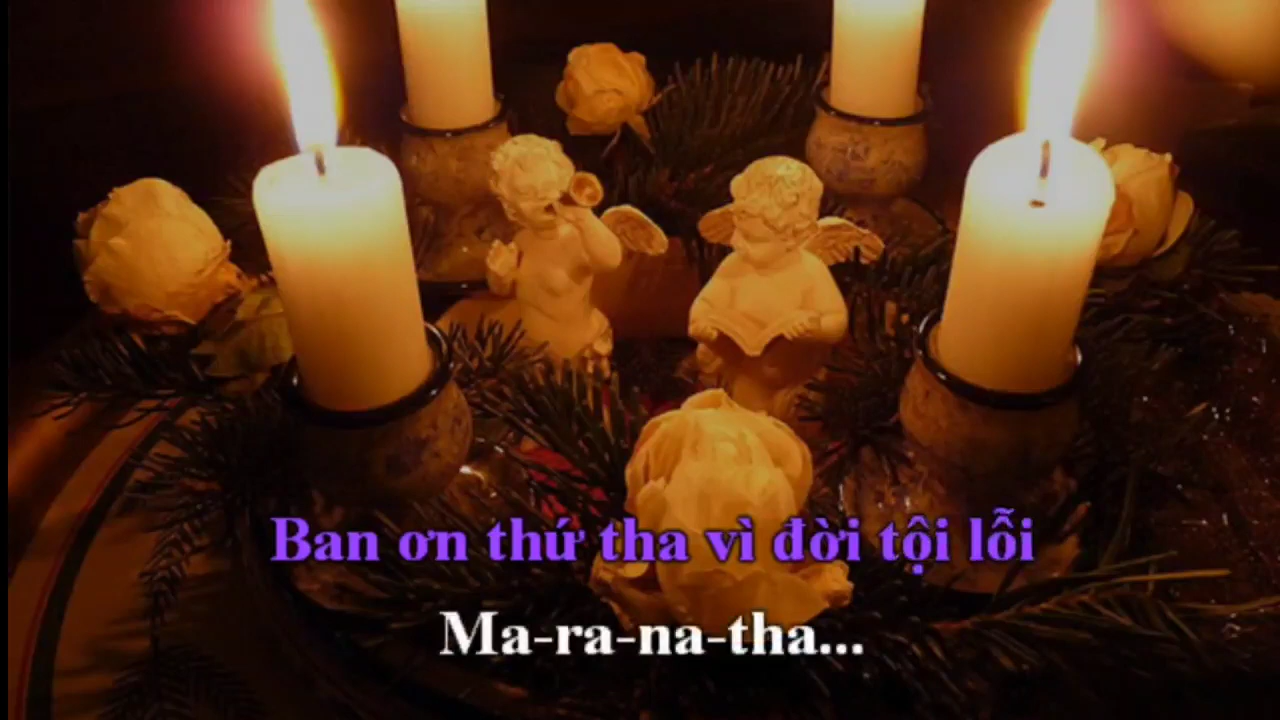 Ban ơn thứ tha vì đời tội lỗi
Ma-ra-na-tha...